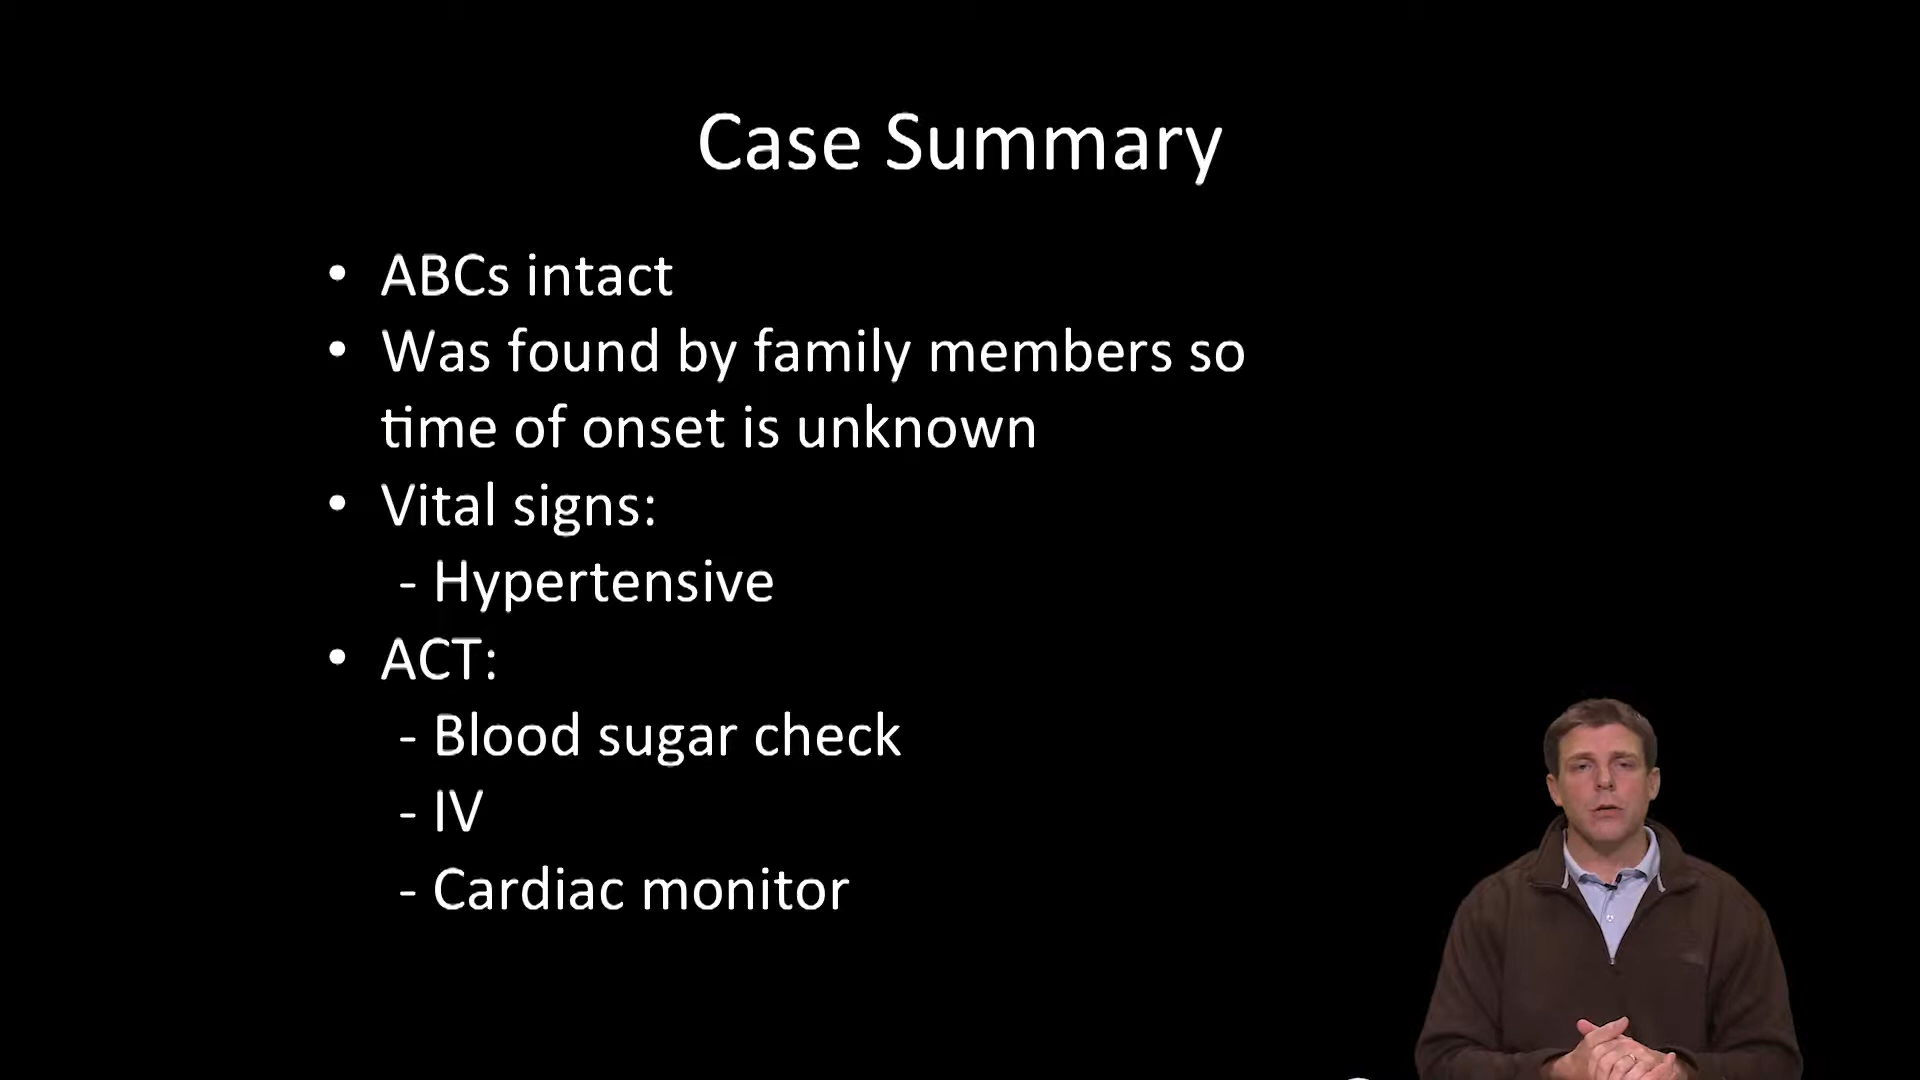 Case Summary
• ABCs intact
• Was found by family members so
time of onset is unknown
• Vital signs:
- Hypertensive
• ACT:
- Blood sugar check
- IV
- Cardiac monitor